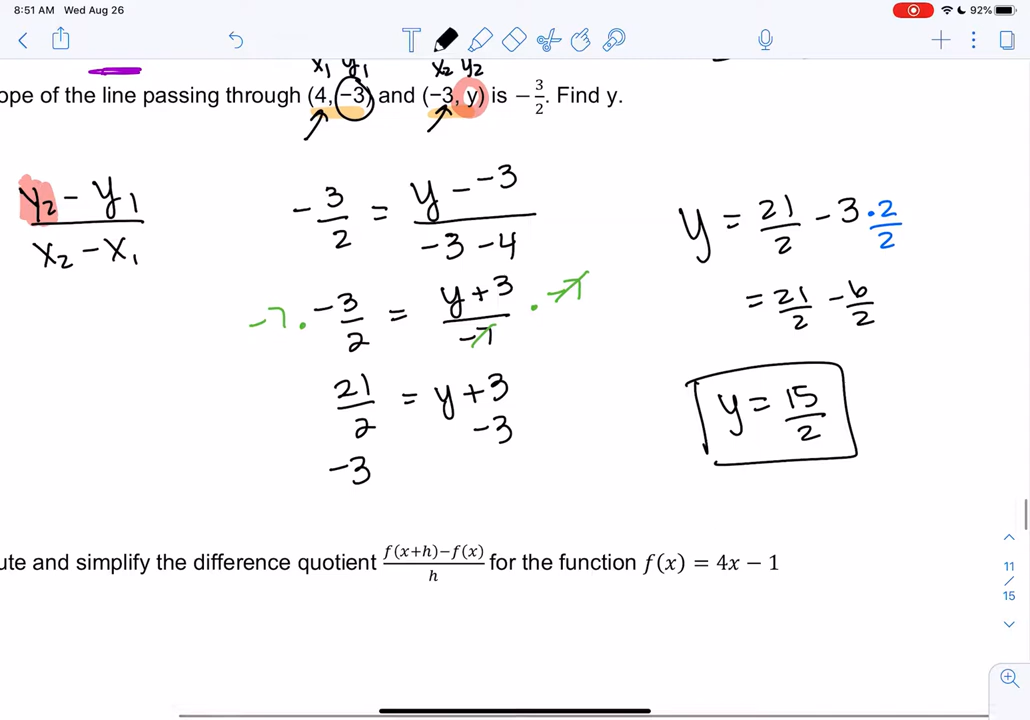 8:51 AM Wed Aug 26
92%
x₁ y₁ x₂ y₂
ope of the line passing through (4, −3) and (−3, y) is −3/2. Find y.
y₂ − y₁ / x₂ − x₁
−3/2 = y − −3 / −3 − 4
−7 · −3/2 = y + 3 / −7 · −7
21/2 = y + 3
−3 −3
y = 21/2 − 3 · 2/2
= 21/2 − 6/2
y = 15/2
ute and simplify the difference quotient f(x+h)−f(x)/h for the function f(x) = 4x − 1
11
/
15